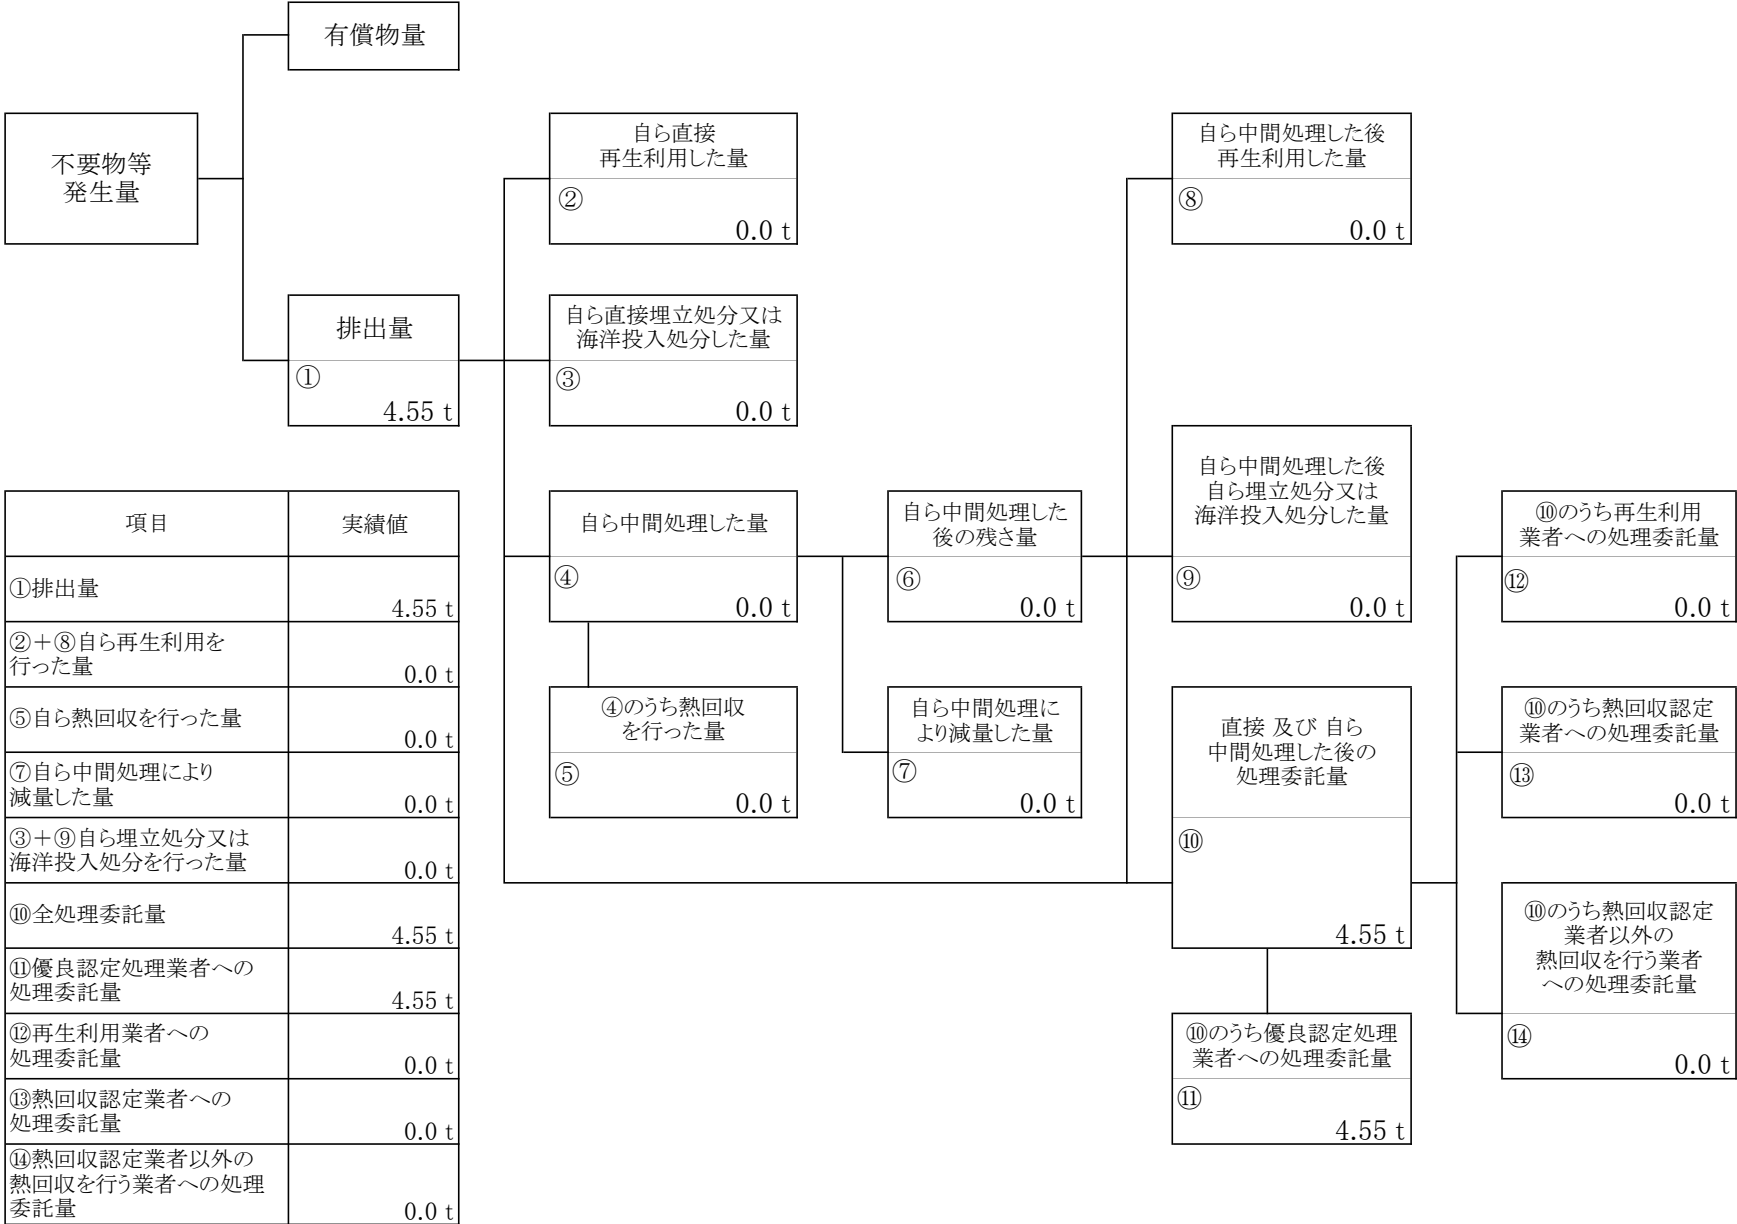 有償物量
不要物等
発生量
自ら直接
再生利用した量
②
0.0 t
自ら中間処理した後
再生利用した量
⑧
0.0 t
排出量
①
4.55 t
自ら直接埋立処分又は
海洋投入処分した量
③
0.0 t
自ら中間処理した量
④
0.0 t
自ら中間処理した
後の残さ量
⑥
0.0 t
自ら中間処理した後
自ら埋立処分又は
海洋投入処分した量
⑨
0.0 t
⑩のうち再生利用
業者への処理委託量
⑫
0.0 t
④のうち熱回収
を行った量
⑤
0.0 t
自ら中間処理に
より減量した量
⑦
0.0 t
直接 及び 自ら
中間処理した後の
処理委託量
⑩
4.55 t
⑩のうち熱回収認定
業者への処理委託量
⑬
0.0 t
⑩のうち熱回収認定
業者以外の
熱回収を行う業者
への処理委託量
⑭
0.0 t
⑩のうち優良認定処理
業者への処理委託量
⑪
4.55 t
項目 実績値
①排出量
4.55 t
②＋⑧自ら再生利用を
行った量
0.0 t
⑤自ら熱回収を行った量
0.0 t
⑦自ら中間処理により
減量した量
0.0 t
③＋⑨自ら埋立処分又は
海洋投入処分を行った量
0.0 t
⑩全処理委託量
4.55 t
⑪優良認定処理業者への
処理委託量
4.55 t
⑫再生利用業者への
処理委託量
0.0 t
⑬熱回収認定業者への
処理委託量
0.0 t
⑭熱回収認定業者以外の
熱回収を行う業者への処理
委託量
0.0 t